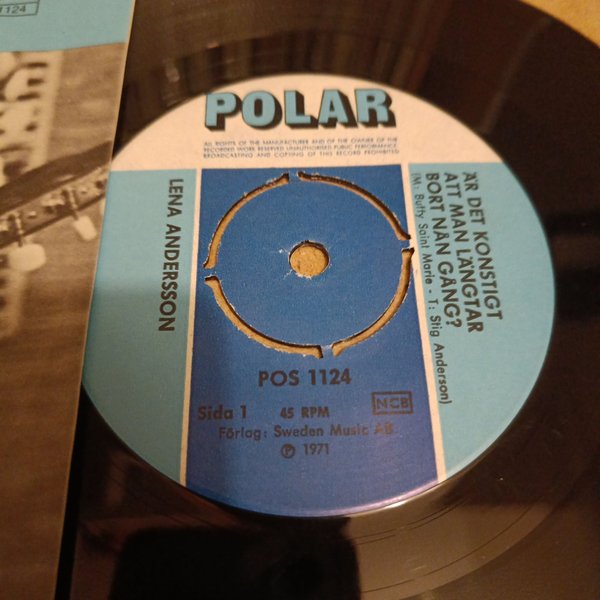 1124
POLAR
ALL RIGHTS OF THE MANUFACTURER AND OF THE OWNER OF THE
RECORDED WORK RESERVED UNAUTHORISED PUBLIC PERFORMANCE
BROADCASTING AND COPYING OF THIS RECORD PROHIBITED
ÄR DET KONSTIGT
ATT MAN LÄNGTAR
BORT NÅN GÅNG?
(M: Buffy Saint Marie - T: Stig Anderson)
LENA ANDERSSON
POS 1124
Sida 1 45 RPM NCB
Förlag: Sweden Music AB
℗ 1971